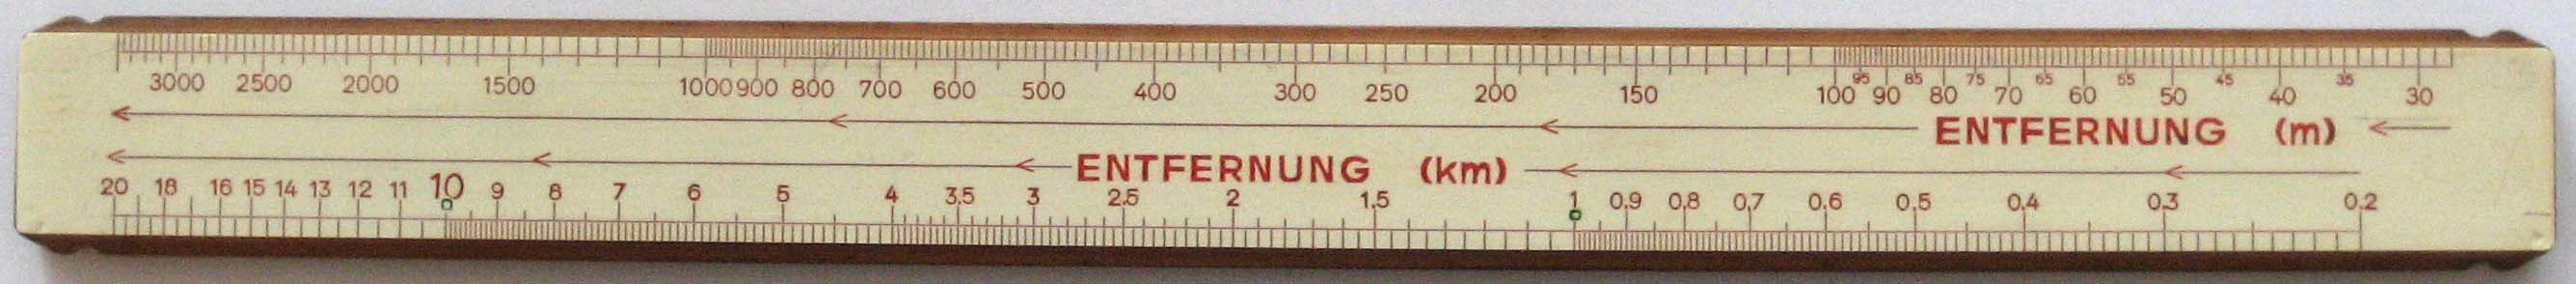 3000 2500 2000 1500 1000 900 800 700 600 500 400 300 250 200 150 100 95 90 85 80 75 70 65 60 55 50 45 40 35 30
ENTFERNUNG (m)
ENTFERNUNG (km)
20 18 16 15 14 13 12 11 10 9 8 7 6 5 4 3,5 3 2,5 2 1,5 1 0,9 0,8 0,7 0,6 0,5 0,4 0,3 0,2